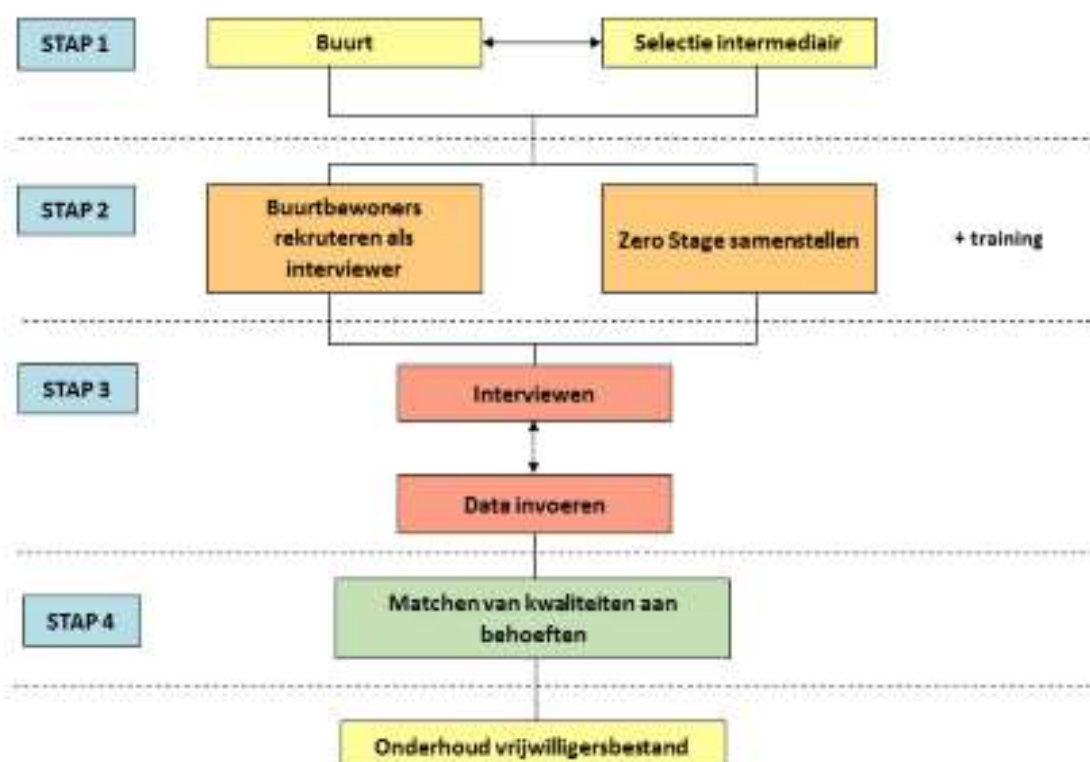 STAP 1
Buurt
Selectie intermediair
STAP 2
Buurtbewoners
rekruteren als
interviewer
Zero Stage samenstellen
+ training
STAP 3
Interviewen
Data invoeren
STAP 4
Matchen van kwaliteiten aan
behoeften
Onderhoud vrijwilligersbestand